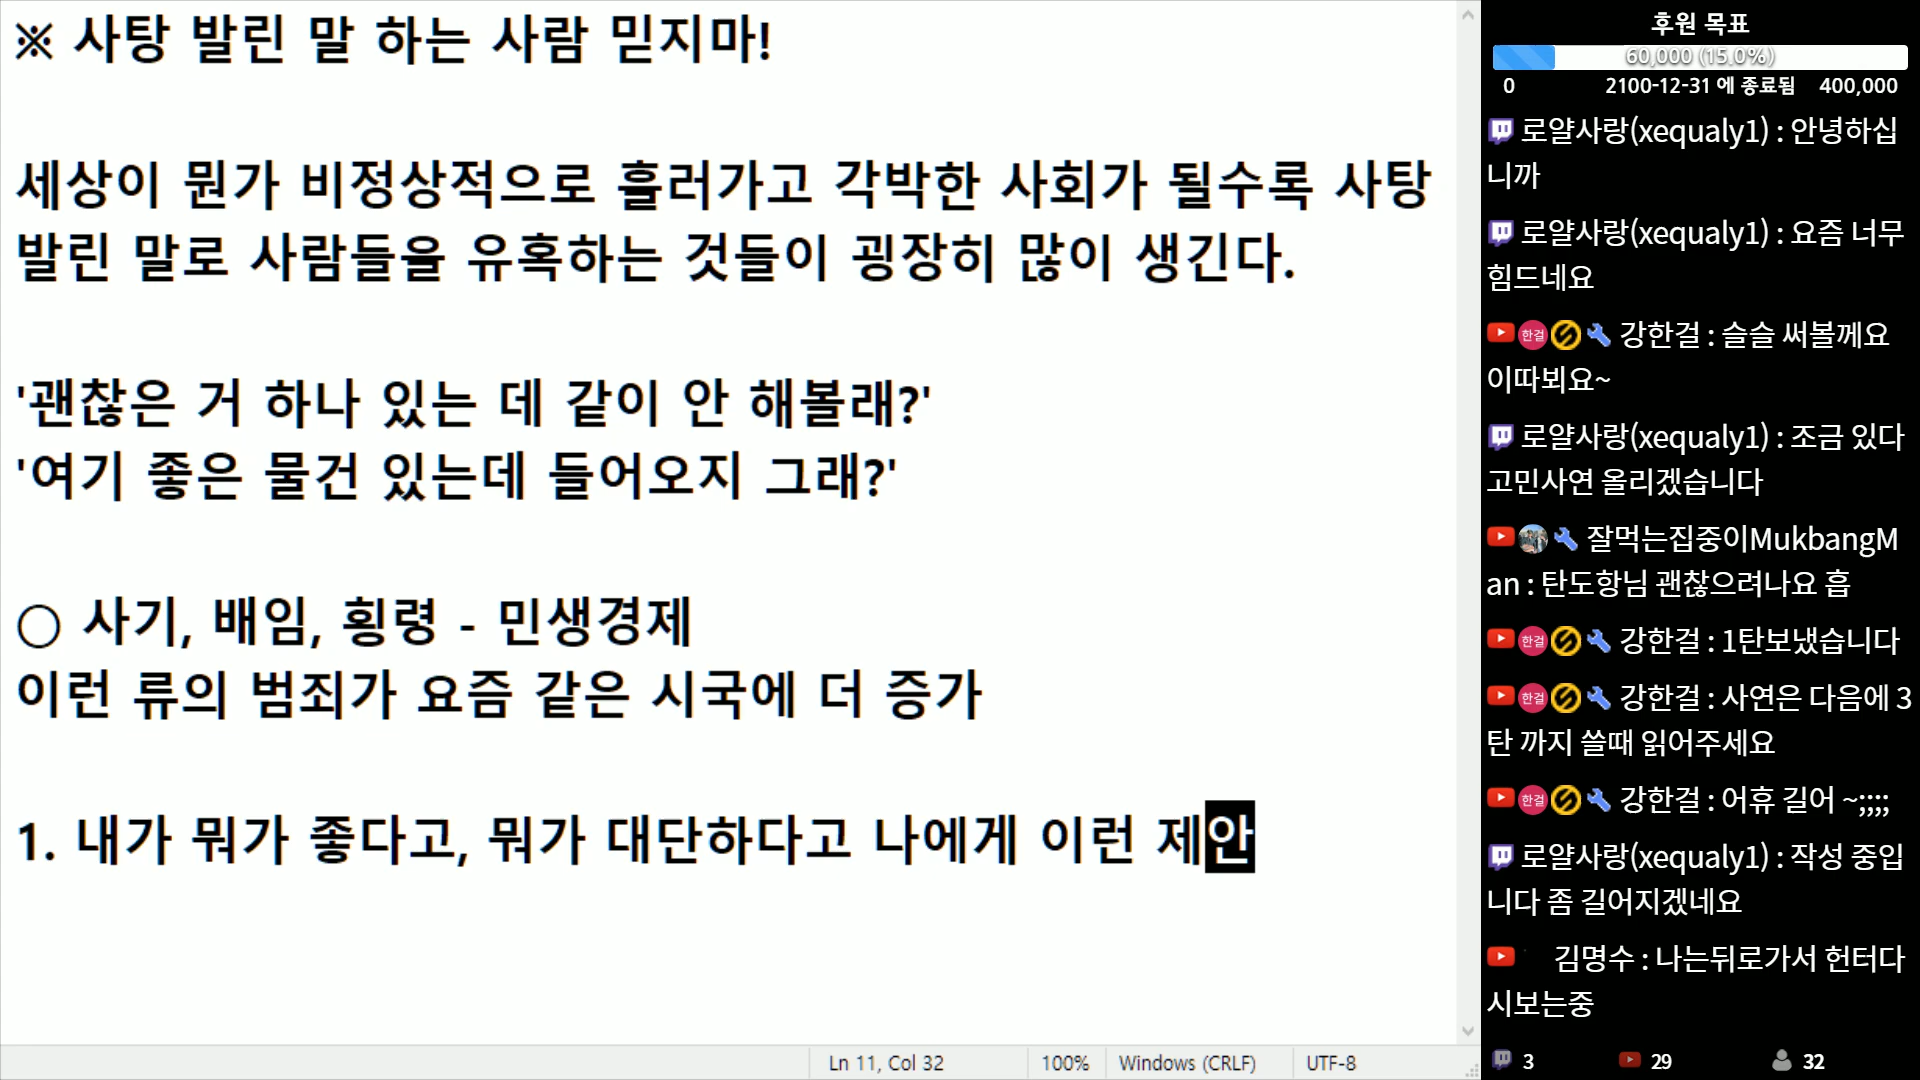 ※ 사탕 발린 말 하는 사람 믿지마!
세상이 뭔가 비정상적으로 흘러가고 각박한 사회가 될수록 사탕
발린 말로 사람들을 유혹하는 것들이 굉장히 많이 생긴다.
'괜찮은 거 하나 있는 데 같이 안 해볼래?'
'여기 좋은 물건 있는데 들어오지 그래?'
○ 사기, 배임, 횡령 - 민생경제
이런 류의 범죄가 요즘 같은 시국에 더 증가
1. 내가 뭐가 좋다고, 뭐가 대단하다고 나에게 이런 제안
Ln 11, Col 32 100% Windows (CRLF) UTF-8
후원 목표
60,000 (15.0%)
0 2100-12-31 에 종료됨 400,000
로얄사랑(xequaly1) : 안녕하십
니까
로얄사랑(xequaly1) : 요즘 너무
힘드네요
한걸 강한걸 : 슬슬 써볼께요
이따뵈요~
로얄사랑(xequaly1) : 조금 있다
고민사연 올리겠습니다
잘먹는집중이MukbangM
an : 탄도항님 괜찮으려나요 흡
한걸 강한걸 : 1탄보냈습니다
한걸 강한걸 : 사연은 다음에 3
탄 까지 쓸때 읽어주세요
한걸 강한걸 : 어휴 길어 ~;;;;
로얄사랑(xequaly1) : 작성 중입
니다 좀 길어지겠네요
김명수 : 나는뒤로가서 헌터다
시보는중
3 29 32